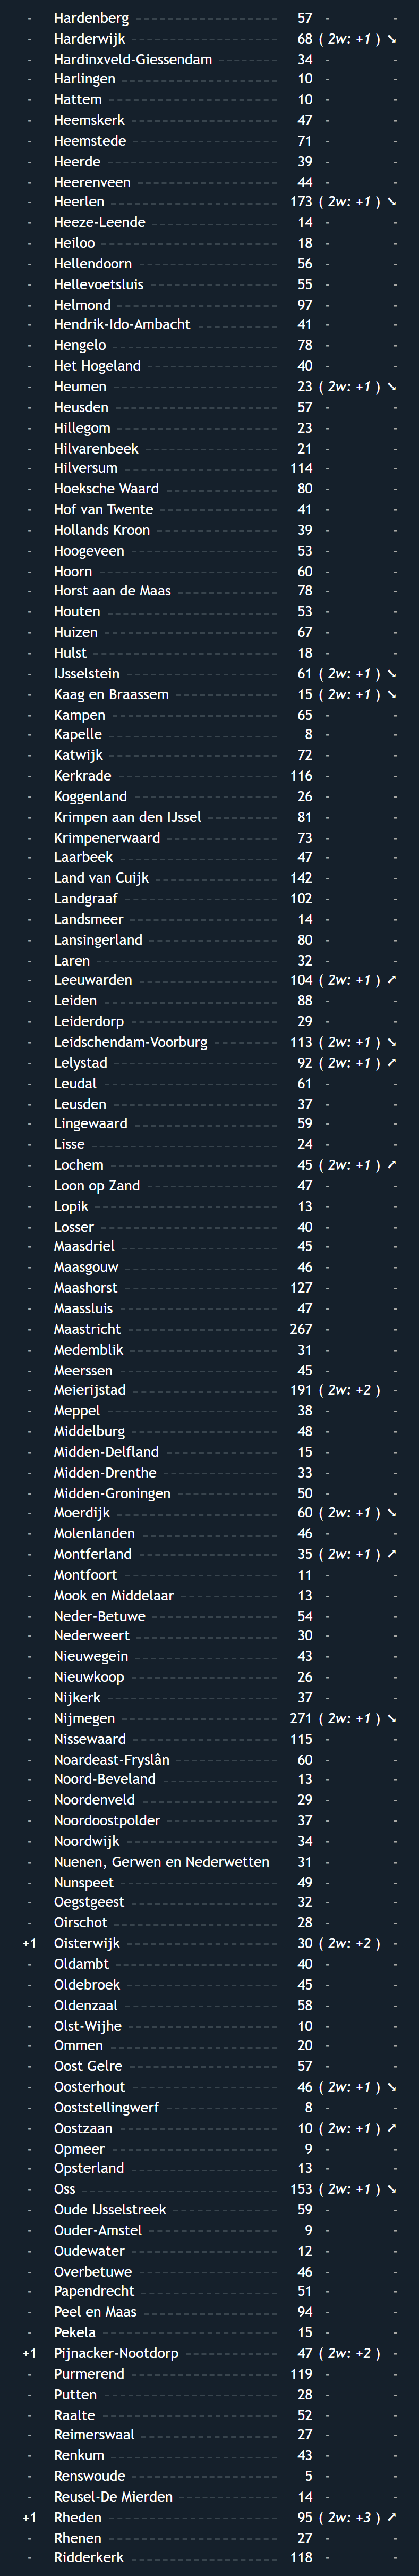 - Hardenberg 57 - -
- Harderwijk 68 ( 2w: +1 ) ➘
- Hardinxveld-Giessendam 34 - -
- Harlingen 10 - -
- Hattem 10 - -
- Heemskerk 47 - -
- Heemstede 71 - -
- Heerde 39 - -
- Heerenveen 44 - -
- Heerlen 173 ( 2w: +1 ) ➘
- Heeze-Leende 14 - -
- Heiloo 18 - -
- Hellendoorn 56 - -
- Hellevoetsluis 55 - -
- Helmond 97 - -
- Hendrik-Ido-Ambacht 41 - -
- Hengelo 78 - -
- Het Hogeland 40 - -
- Heumen 23 ( 2w: +1 ) ➘
- Heusden 57 - -
- Hillegom 23 - -
- Hilvarenbeek 21 - -
- Hilversum 114 - -
- Hoeksche Waard 80 - -
- Hof van Twente 41 - -
- Hollands Kroon 39 - -
- Hoogeveen 53 - -
- Hoorn 60 - -
- Horst aan de Maas 78 - -
- Houten 53 - -
- Huizen 67 - -
- Hulst 18 - -
- IJsselstein 61 ( 2w: +1 ) ➘
- Kaag en Braassem 15 ( 2w: +1 ) ➘
- Kampen 65 - -
- Kapelle 8 - -
- Katwijk 72 - -
- Kerkrade 116 - -
- Koggenland 26 - -
- Krimpen aan den IJssel 81 - -
- Krimpenerwaard 73 - -
- Laarbeek 47 - -
- Land van Cuijk 142 - -
- Landgraaf 102 - -
- Landsmeer 14 - -
- Lansingerland 80 - -
- Laren 32 - -
- Leeuwarden 104 ( 2w: +1 ) ➚
- Leiden 88 - -
- Leiderdorp 29 - -
- Leidschendam-Voorburg 113 ( 2w: +1 ) ➘
- Lelystad 92 ( 2w: +1 ) ➚
- Leudal 61 - -
- Leusden 37 - -
- Lingewaard 59 - -
- Lisse 24 - -
- Lochem 45 ( 2w: +1 ) ➚
- Loon op Zand 47 - -
- Lopik 13 - -
- Losser 40 - -
- Maasdriel 45 - -
- Maasgouw 46 - -
- Maashorst 127 - -
- Maassluis 47 - -
- Maastricht 267 - -
- Medemblik 31 - -
- Meerssen 45 - -
- Meierijstad 191 ( 2w: +2 ) -
- Meppel 38 - -
- Middelburg 48 - -
- Midden-Delfland 15 - -
- Midden-Drenthe 33 - -
- Midden-Groningen 50 - -
- Moerdijk 60 ( 2w: +1 ) ➘
- Molenlanden 46 - -
- Montferland 35 ( 2w: +1 ) ➚
- Montfoort 11 - -
- Mook en Middelaar 13 - -
- Neder-Betuwe 54 - -
- Nederweert 30 - -
- Nieuwegein 43 - -
- Nieuwkoop 26 - -
- Nijkerk 37 - -
- Nijmegen 271 ( 2w: +1 ) ➘
- Nissewaard 115 - -
- Noardeast-Fryslân 60 - -
- Noord-Beveland 13 - -
- Noordenveld 29 - -
- Noordoostpolder 37 - -
- Noordwijk 34 - -
- Nuenen, Gerwen en Nederwetten 31 - -
- Nunspeet 49 - -
- Oegstgeest 32 - -
- Oirschot 28 - -
+1 Oisterwijk 30 ( 2w: +2 ) -
- Oldambt 40 - -
- Oldebroek 45 - -
- Oldenzaal 58 - -
- Olst-Wijhe 10 - -
- Ommen 20 - -
- Oost Gelre 57 - -
- Oosterhout 46 ( 2w: +1 ) ➘
- Ooststellingwerf 8 - -
- Oostzaan 10 ( 2w: +1 ) ➚
- Opmeer 9 - -
- Opsterland 13 - -
- Oss 153 ( 2w: +1 ) ➘
- Oude IJsselstreek 59 - -
- Ouder-Amstel 9 - -
- Oudewater 12 - -
- Overbetuwe 46 - -
- Papendrecht 51 - -
- Peel en Maas 94 - -
- Pekela 15 - -
+1 Pijnacker-Nootdorp 47 ( 2w: +2 ) -
- Purmerend 119 - -
- Putten 28 - -
- Raalte 52 - -
- Reimerswaal 27 - -
- Renkum 43 - -
- Renswoude 5 - -
- Reusel-De Mierden 14 - -
+1 Rheden 95 ( 2w: +3 ) ➚
- Rhenen 27 - -
- Ridderkerk 118 - -